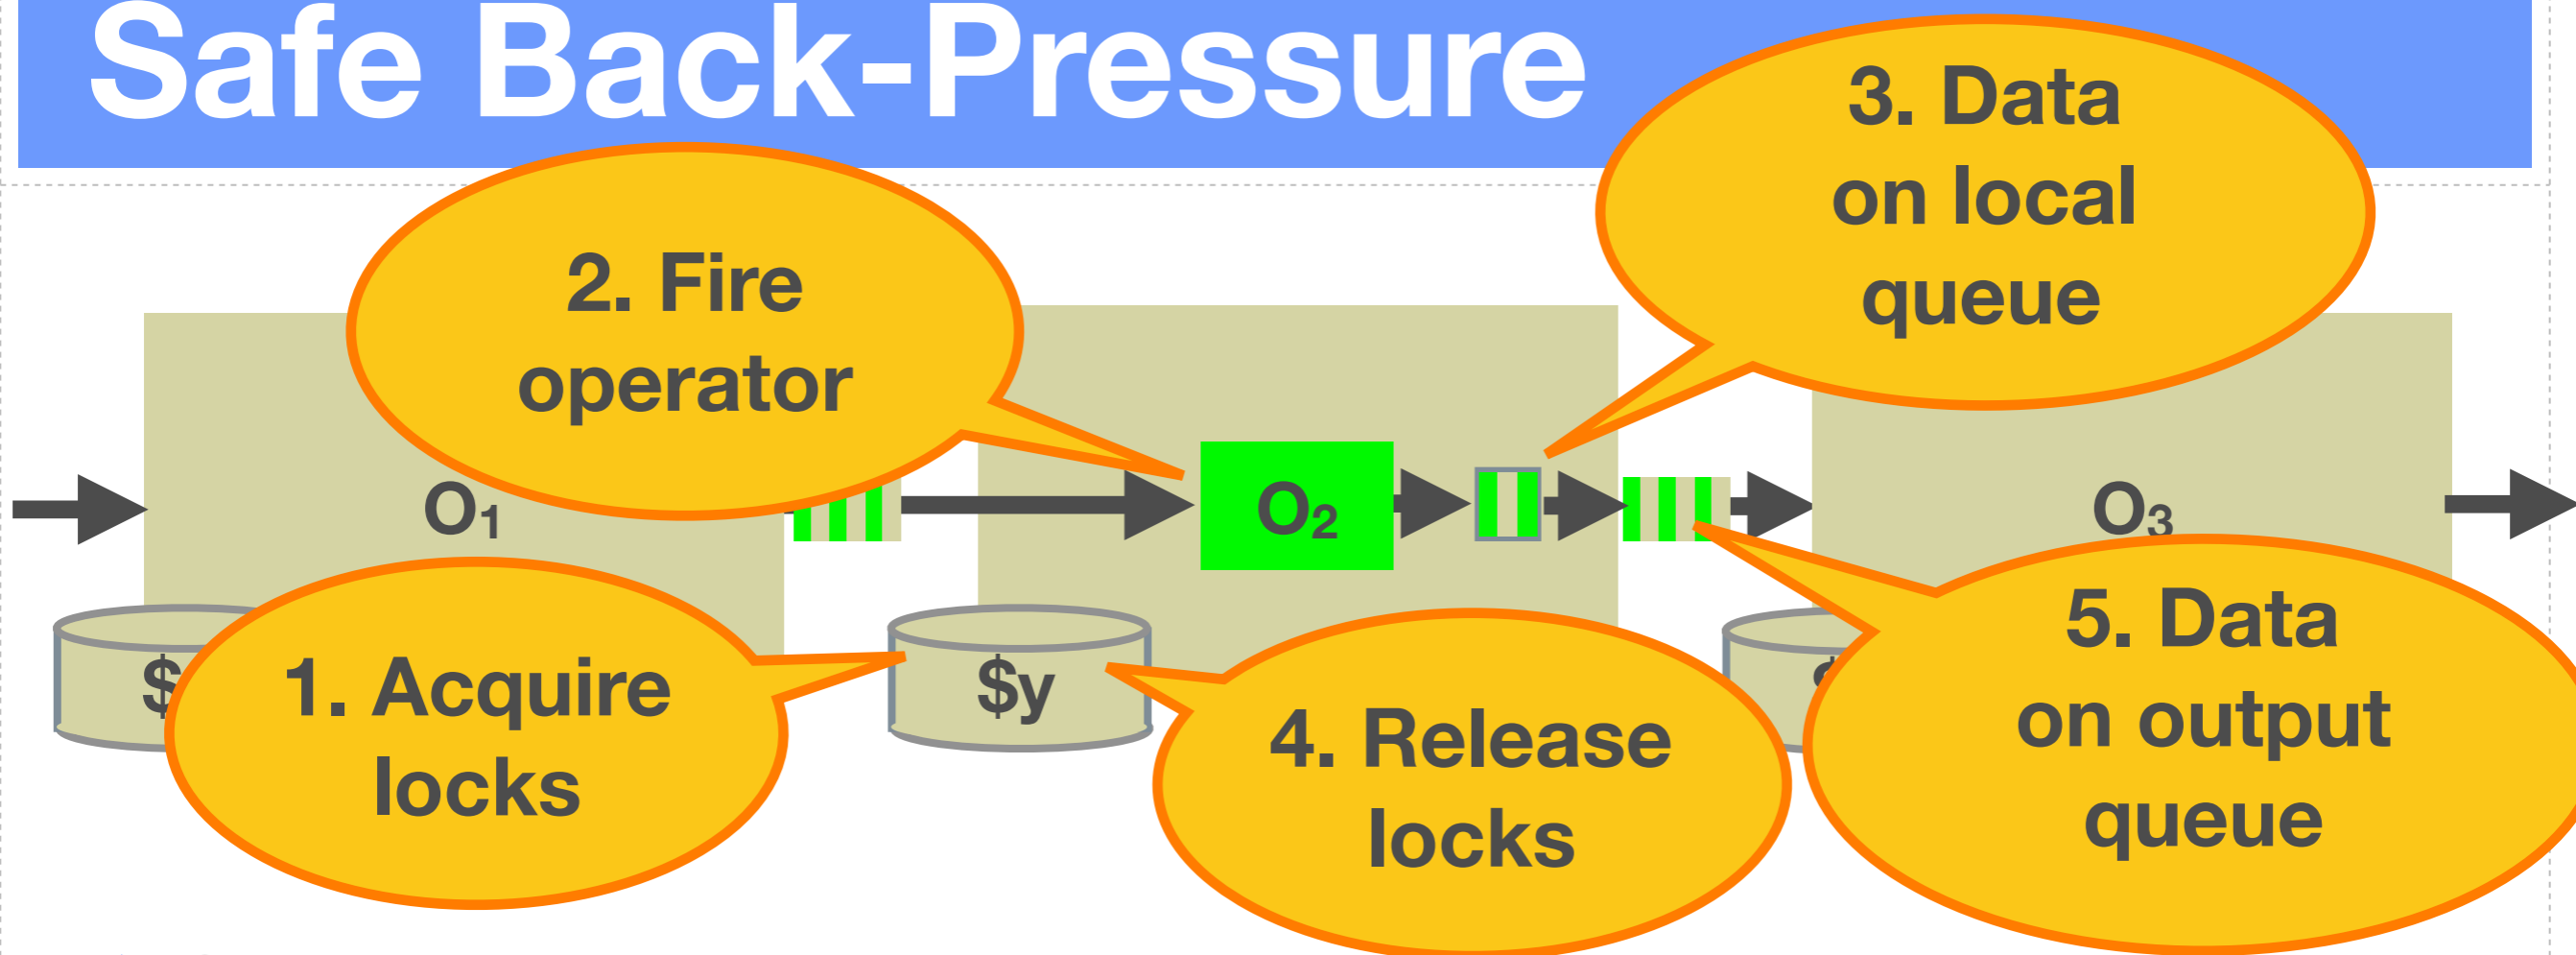 Safe Back-Pressure
3. Data
on local
queue
2. Fire
operator
O₁
O₂
O₃
1. Acquire
locks
$
$y
4. Release
locks
5. Data
on output
queue